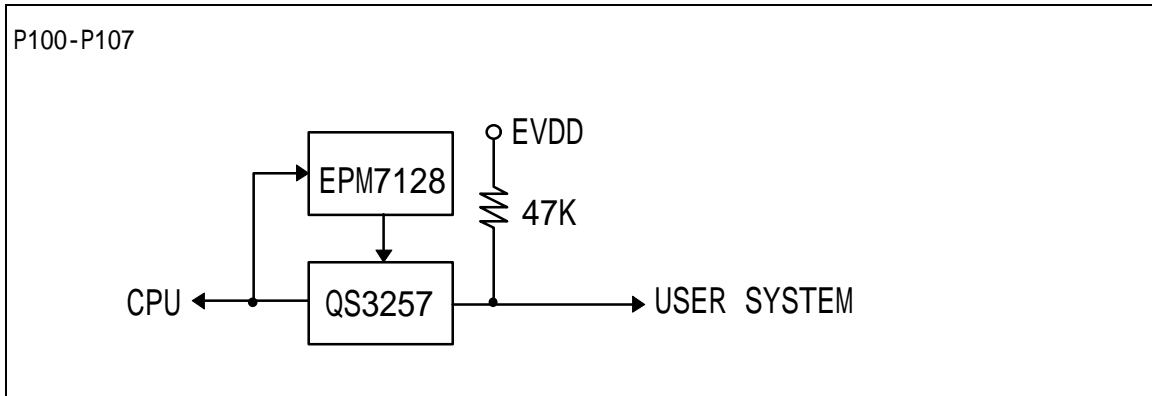 P100-P107
EVDD
EPM7128
47K
CPU
QS3257
USER SYSTEM